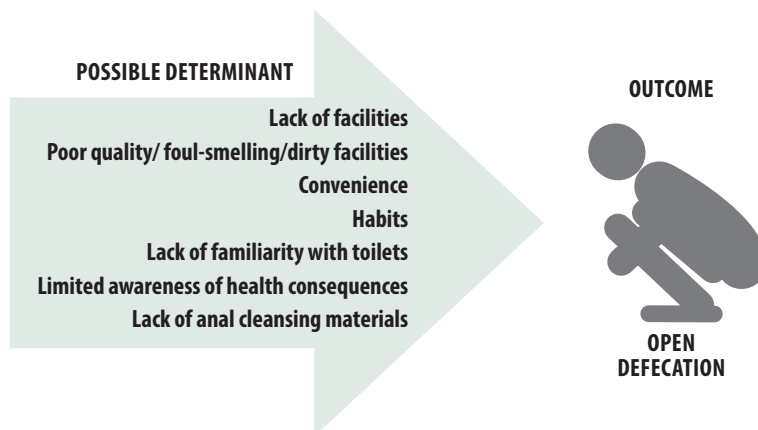 POSSIBLE DETERMINANT
Lack of facilities
Poor quality/ foul-smelling/dirty facilities
Convenience
Habits
Lack of familiarity with toilets
Limited awareness of health consequences
Lack of anal cleansing materials
OUTCOME
OPEN
DEFECATION